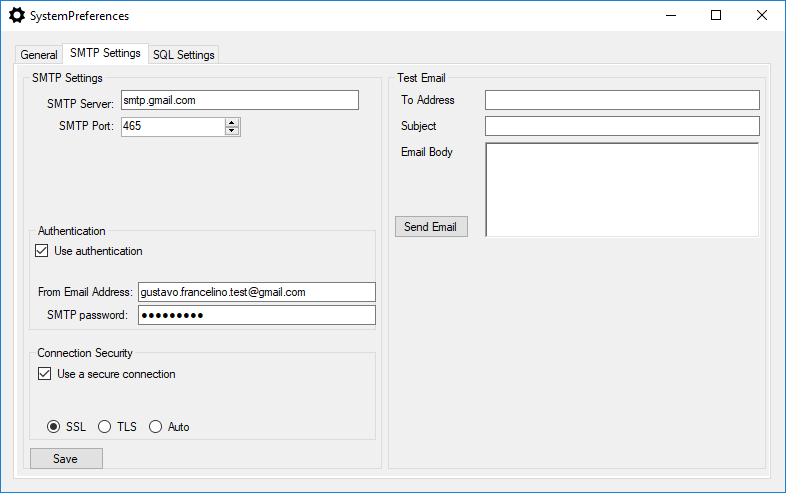 SystemPreferences
General SMTP Settings SQL Settings
SMTP Settings
SMTP Server: smtp.gmail.com
SMTP Port: 465
Authentication
Use authentication
From Email Address: gustavo.francelino.test@gmail.com
SMTP password: ●●●●●●●●●
Connection Security
Use a secure connection
SSL TLS Auto
Save
Test Email
To Address
Subject
Email Body
Send Email